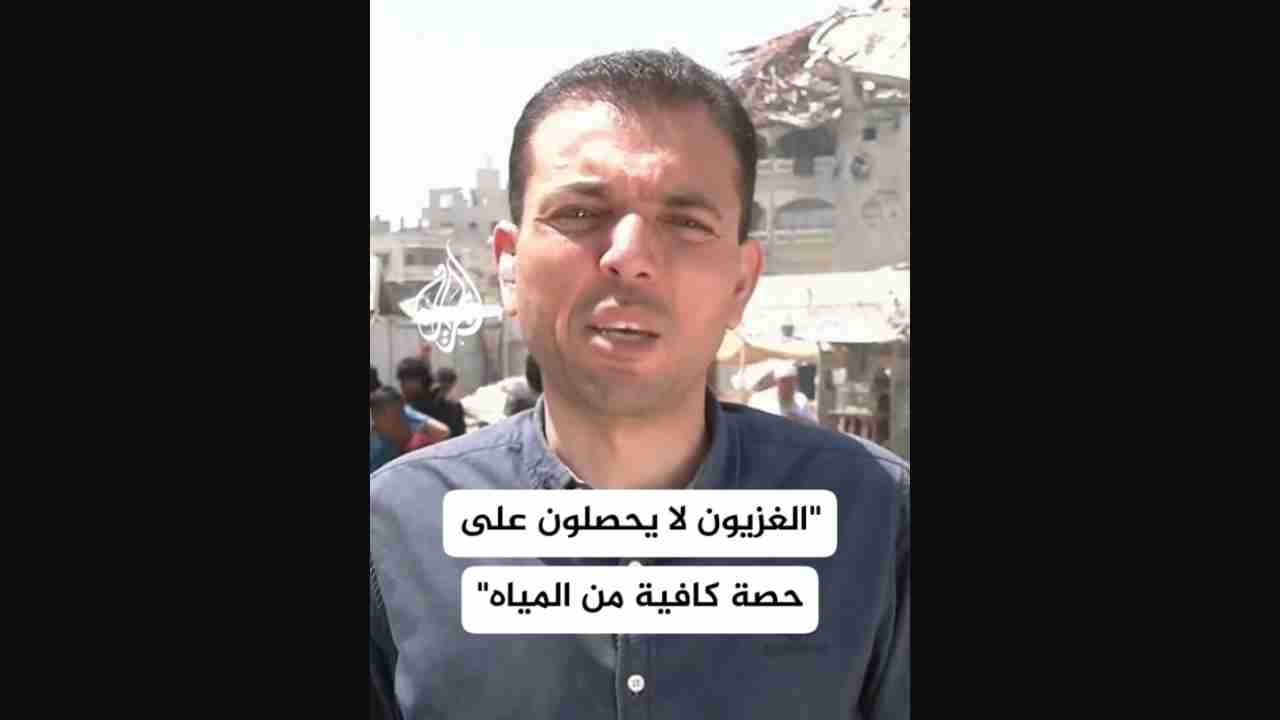 "الغزيون لا يحصلون على
حصة كافية من المياه"